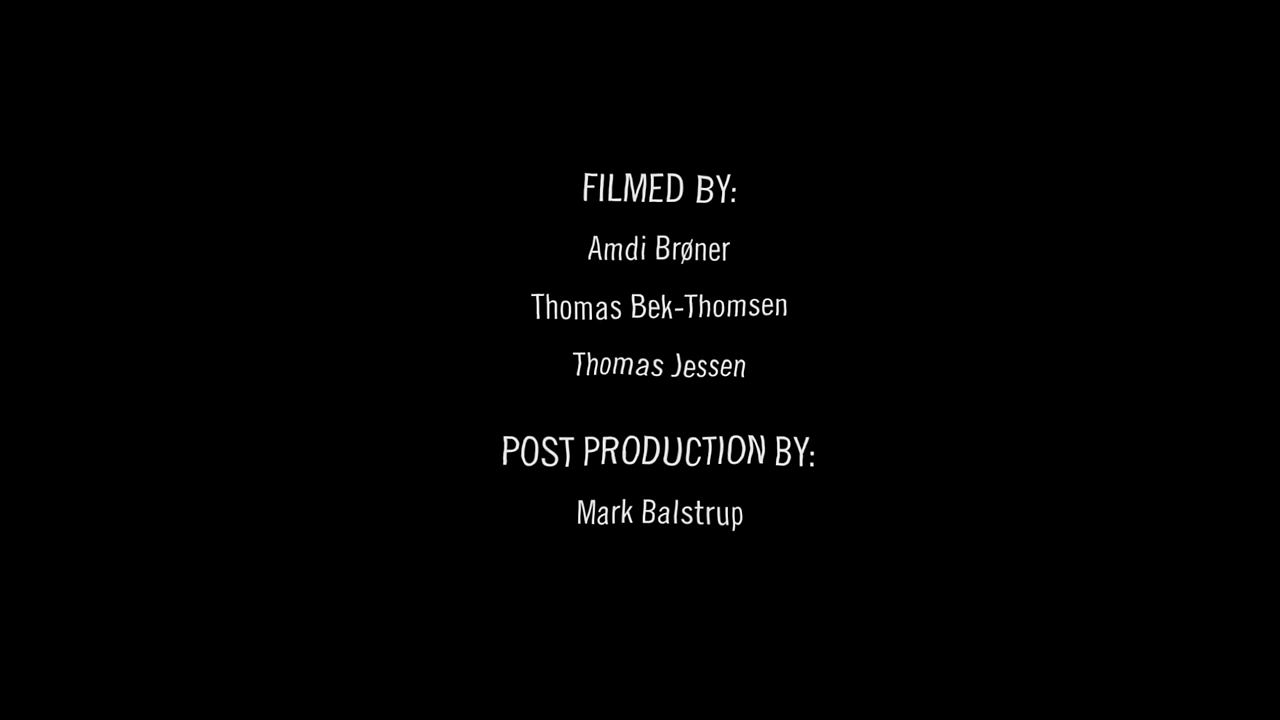 FILMED BY:
Amdi Brøner
Thomas Bek-Thomsen
Thomas Jessen
POST PRODUCTION BY:
Mark Balstrup